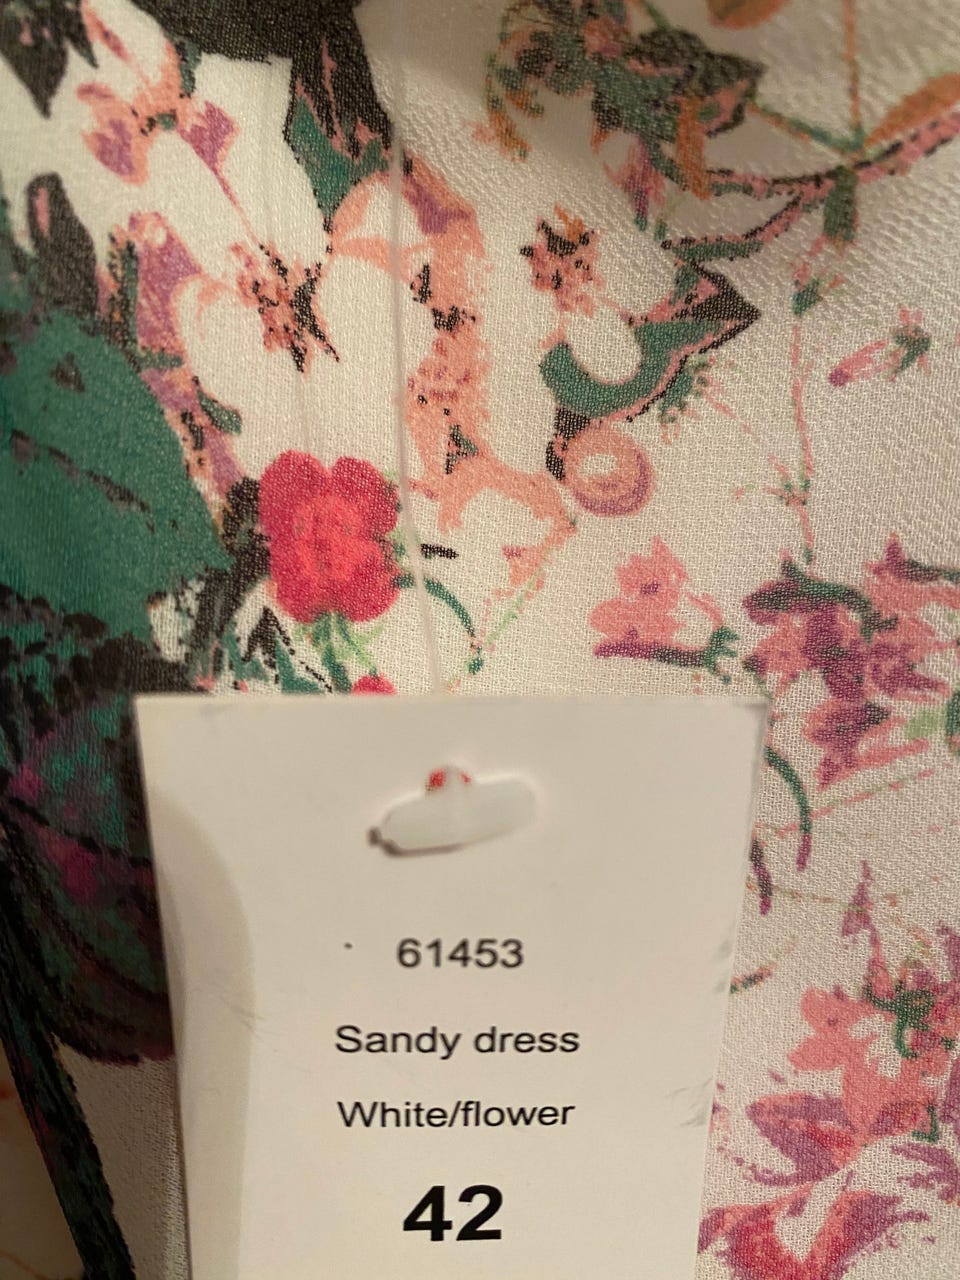 61453
Sandy dress
White/flower
42